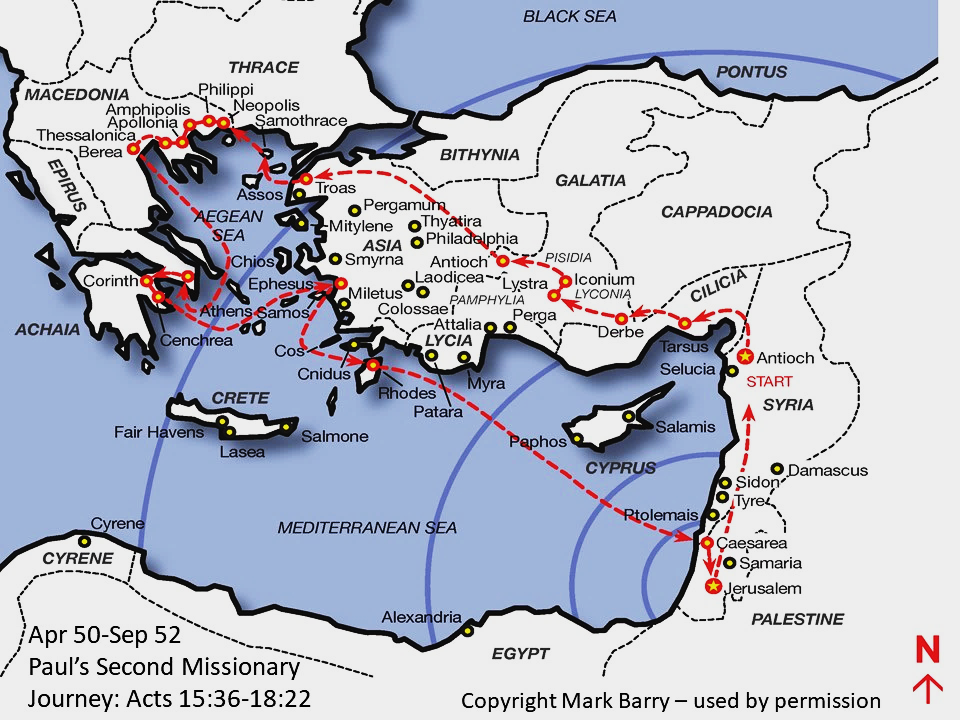 BLACK SEA
THRACE
PONTUS
MACEDONIA
Philippi
Amphipolis
Neopolis
Apollonia
Samothrace
Thessalonica
Berea
BITHYNIA
EPIRUS
GALATIA
Assos
Troas
Pergamum
CAPPADOCIA
AEGEAN
SEA
Mitylene
Thyatira
ASIA
Philadelphia
Chios
Smyrna
Antioch
PISIDIA
Laodicea
Iconium
CILICIA
Corinth
Ephesus
Lystra
LYCONIA
Miletus
PAMPHYLIA
Athens
Samos
Colossae
Perga
ACHAIA
Attalia
Derbe
Cenchrea
LYCIA
Tarsus
Cos
Antioch
Selucia
Cnidus
Myra
START
Rhodes
CRETE
Patara
SYRIA
Fair Havens
Salmone
Salamis
Lasea
Paphos
CYPRUS
Damascus
Sidon
Tyre
Ptolemais
Cyrene
MEDITERRANEAN SEA
Caesarea
CYRENE
Samaria
Jerusalem
Alexandria
PALESTINE
EGYPT
Apr 50-Sep 52
Paul's Second Missionary
Journey: Acts 15:36-18:22
N
Copyright Mark Barry – used by permission